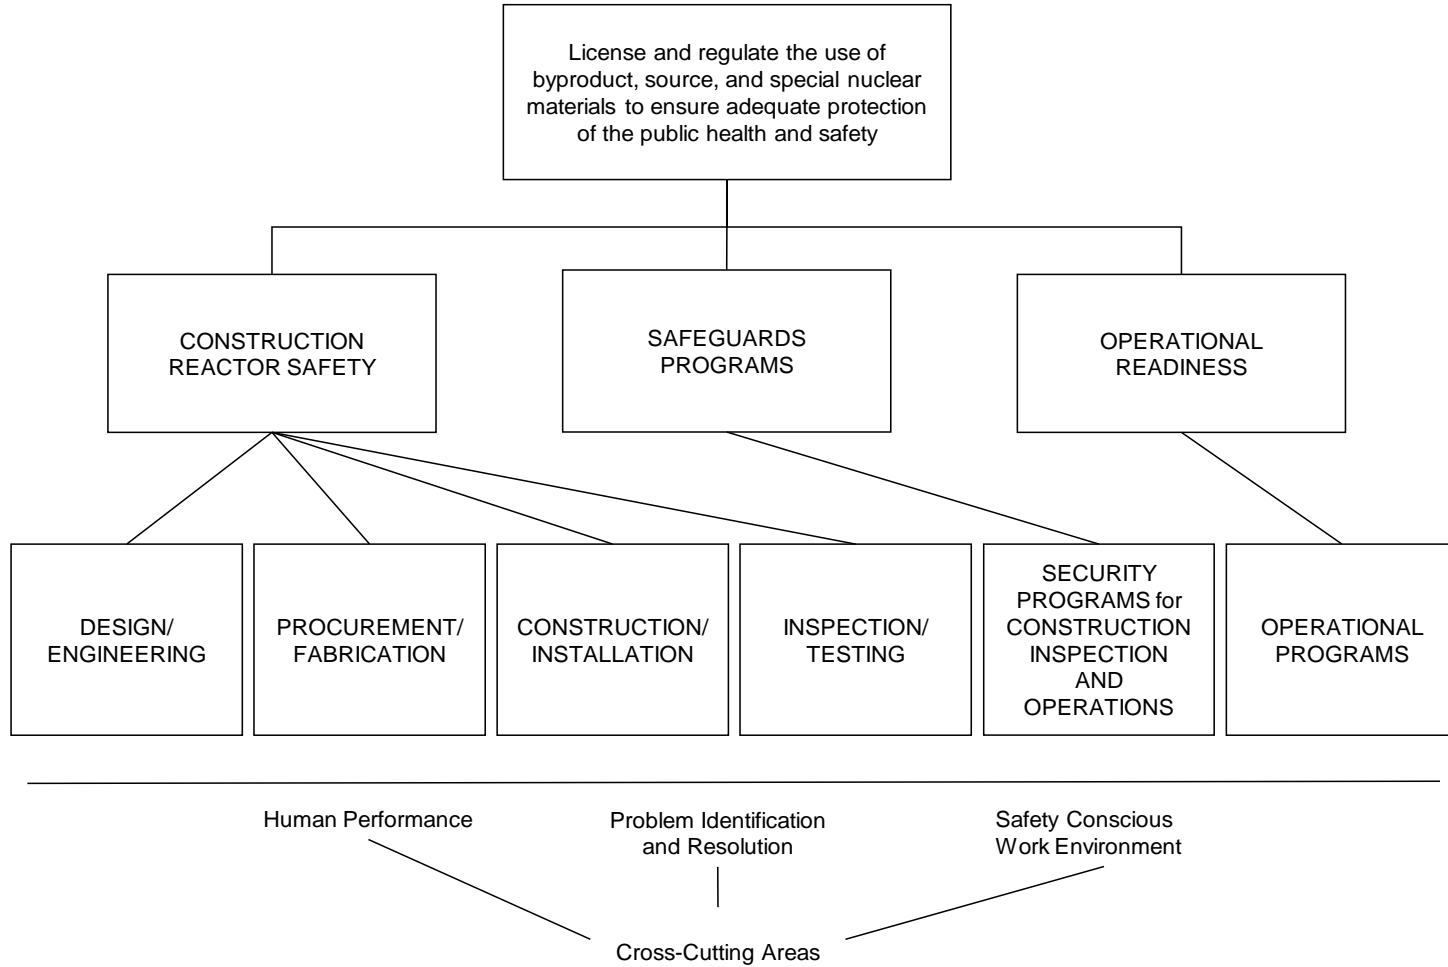 License and regulate the use of
byproduct, source, and special nuclear
materials to ensure adequate protection
of the public health and safety
CONSTRUCTION
REACTOR SAFETY
SAFEGUARDS
PROGRAMS
OPERATIONAL
READINESS
DESIGN/
ENGINEERING
PROCUREMENT/
FABRICATION
CONSTRUCTION/
INSTALLATION
INSPECTION/
TESTING
SECURITY
PROGRAMS for
CONSTRUCTION
INSPECTION
AND
OPERATIONS
OPERATIONAL
PROGRAMS
Human Performance
Problem Identification
and Resolution
Safety Conscious
Work Environment
Cross-Cutting Areas